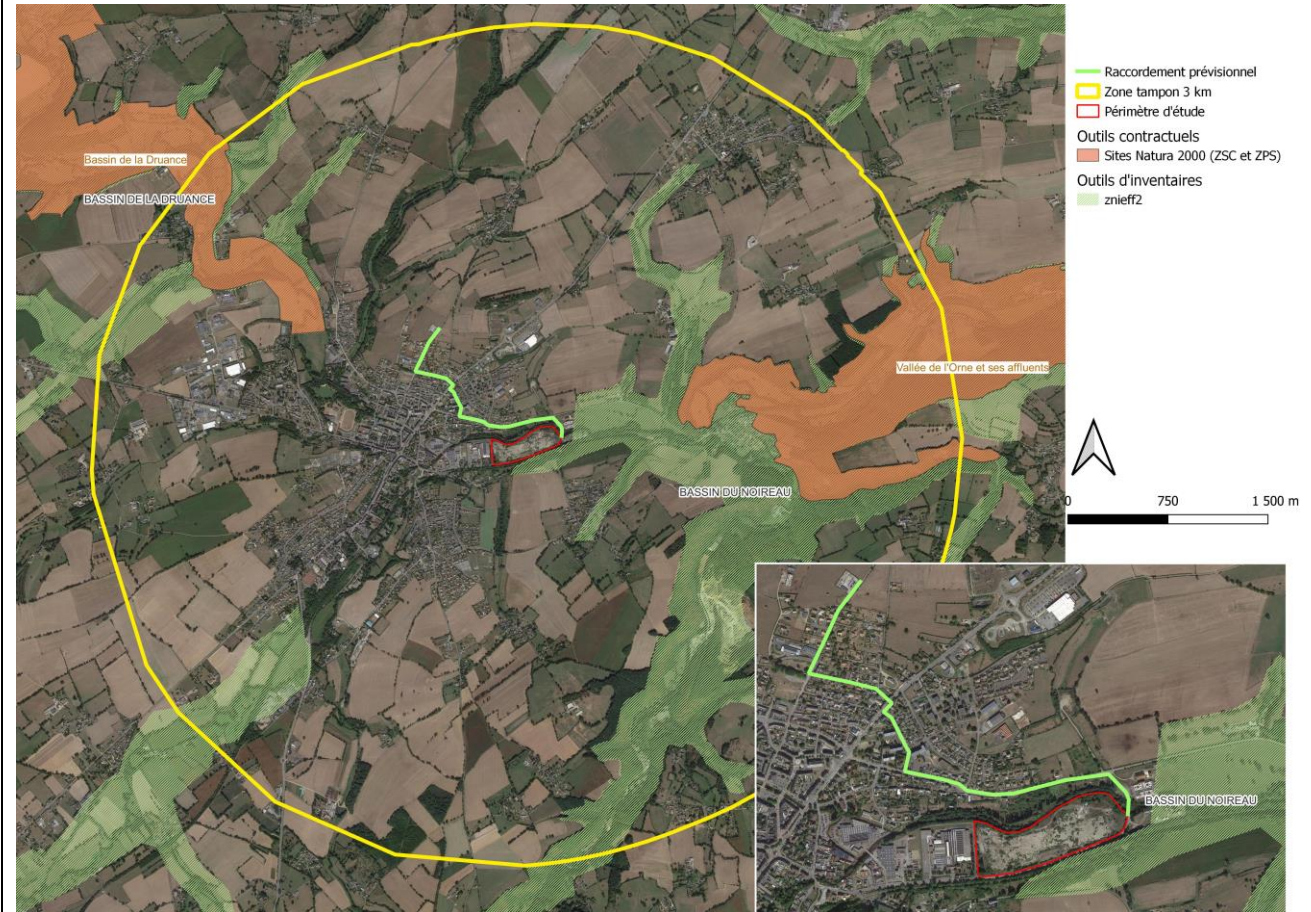 Raccordement prévisionnel
Zone tampon 3 km
Périmètre d'étude
Outils contractuels
Sites Natura 2000 (ZSC et ZPS)
Outils d'inventaires
znieff2
Bassin de la Druance
BASSIN DE LA DRUANCE
Vallée de l'Orne et ses affluents
BASSIN DU NOIREAU
0 750 1 500 m
BASSIN DU NOIREAU